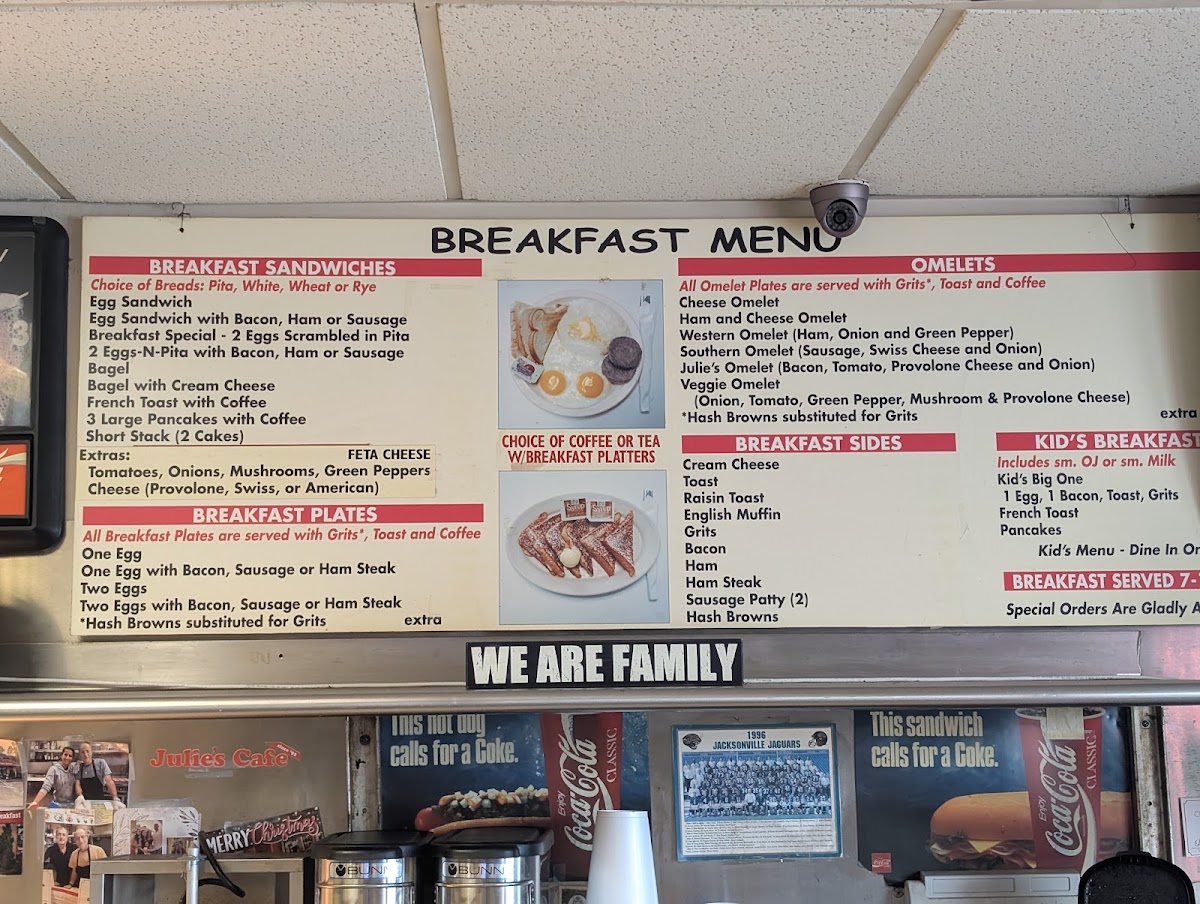 BREAKFAST MENU
BREAKFAST SANDWICHES
Choice of Breads: Pita, White, Wheat or Rye
Egg Sandwich
Egg Sandwich with Bacon, Ham or Sausage
Breakfast Special - 2 Eggs Scrambled in Pita
2 Eggs-N-Pita with Bacon, Ham or Sausage
Bagel
Bagel with Cream Cheese
French Toast with Coffee
3 Large Pancakes with Coffee
Short Stack (2 Cakes)
Extras: FETA CHEESE
Tomatoes, Onions, Mushrooms, Green Peppers
Cheese (Provolone, Swiss, or American)
BREAKFAST PLATES
All Breakfast Plates are served with Grits*, Toast and Coffee
One Egg
One Egg with Bacon, Sausage or Ham Steak
Two Eggs
Two Eggs with Bacon, Sausage or Ham Steak
*Hash Browns substituted for Grits extra
CHOICE OF COFFEE OR TEA
W/BREAKFAST PLATTERS
OMELETS
All Omelet Plates are served with Grits*, Toast and Coffee
Cheese Omelet
Ham and Cheese Omelet
Western Omelet (Ham, Onion and Green Pepper)
Southern Omelet (Sausage, Swiss Cheese and Onion)
Julie's Omelet (Bacon, Tomato, Provolone Cheese and Onion)
Veggie Omelet
(Onion, Tomato, Green Pepper, Mushroom & Provolone Cheese)
*Hash Browns substituted for Grits extra
BREAKFAST SIDES
Cream Cheese
Toast
Raisin Toast
English Muffin
Grits
Bacon
Ham
Ham Steak
Sausage Patty (2)
Hash Browns
KID'S BREAKFAST
Includes sm. OJ or sm. Milk
Kid's Big One
1 Egg, 1 Bacon, Toast, Grits
French Toast
Pancakes
Kid's Menu - Dine In
BREAKFAST SERVED 7-
Special Orders Are Gladly
WE ARE FAMILY
Julie's Cafe
MERRY Christmas
This hot dog
calls for a Coke.
Enjoy
Coca-Cola
CLASSIC
1996
JACKSONVILLE JAGUARS
This sandwich
calls for a Coke.
Enjoy
Coca-Cola
CLASSIC
BUNN
BUNN